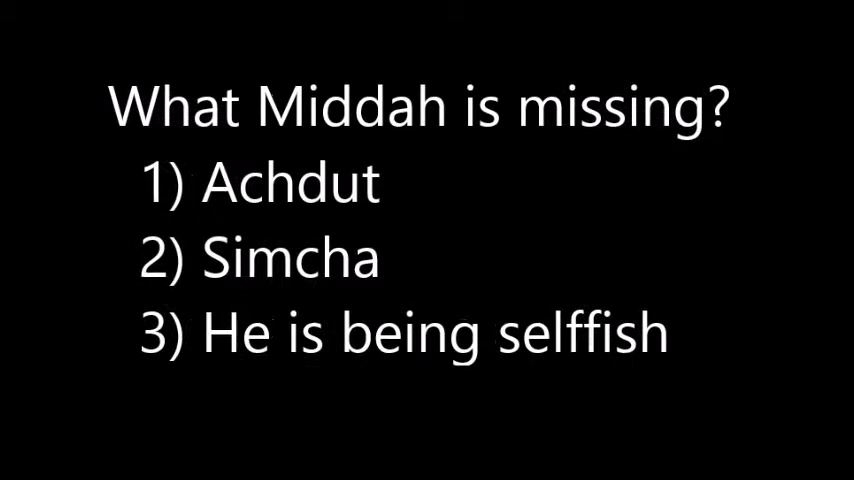 What Middah is missing?
1) Achdut
2) Simcha
3) He is being selffish